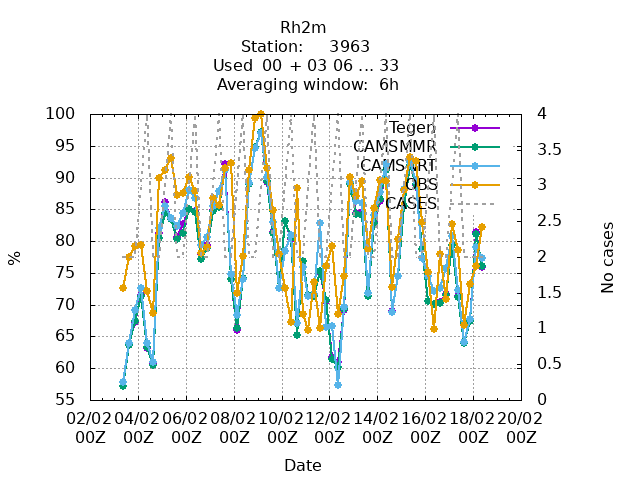 Rh2m
Station: 3963
Used 00 + 03 06 ... 33
Averaging window: 6h
100
95
90
85
80
75
70
65
60
55
4
3.5
3
2.5
2
1.5
1
0.5
0
Tegen
CAMSMMR
CAMSART
OBS
CASES
%
No cases
02/02 04/02 06/02 08/02 10/02 12/02 14/02 16/02 18/02 20/02
00Z 00Z 00Z 00Z 00Z 00Z 00Z 00Z 00Z 00Z
Date